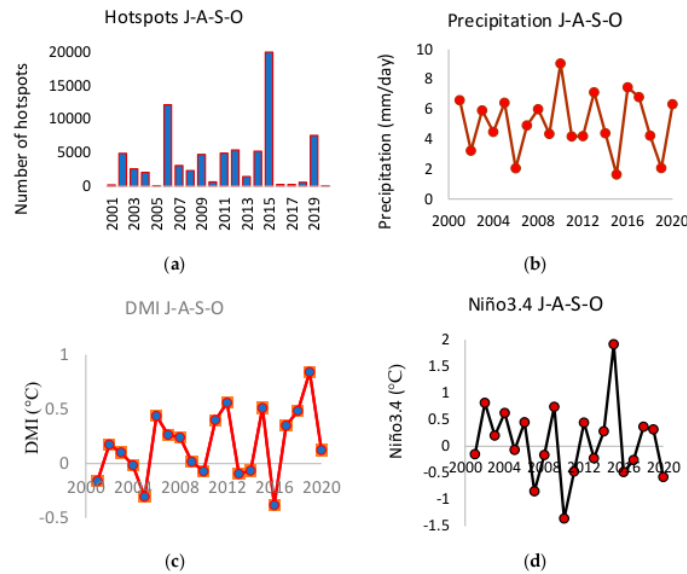 Hotspots J-A-S-O
Number of hotspots
20000
15000
10000
5000
0
2001
2003
2005
2007
2009
2011
2013
2015
2017
2019
(a)
Precipitation J-A-S-O
Precipitation (mm/day)
10
8
6
4
2
0
2000 2004 2008 2012 2016 2020
(b)
DMI J-A-S-O
DMI (°C)
1
0.5
0
-0.5
2000 2004 2008 2012 2016 2020
(c)
Niño3.4 J-A-S-O
Niño3.4 (°C)
2
1.5
1
0.5
0
-0.5
-1
-1.5
2000 2004 2008 2012 2016 2020
(d)